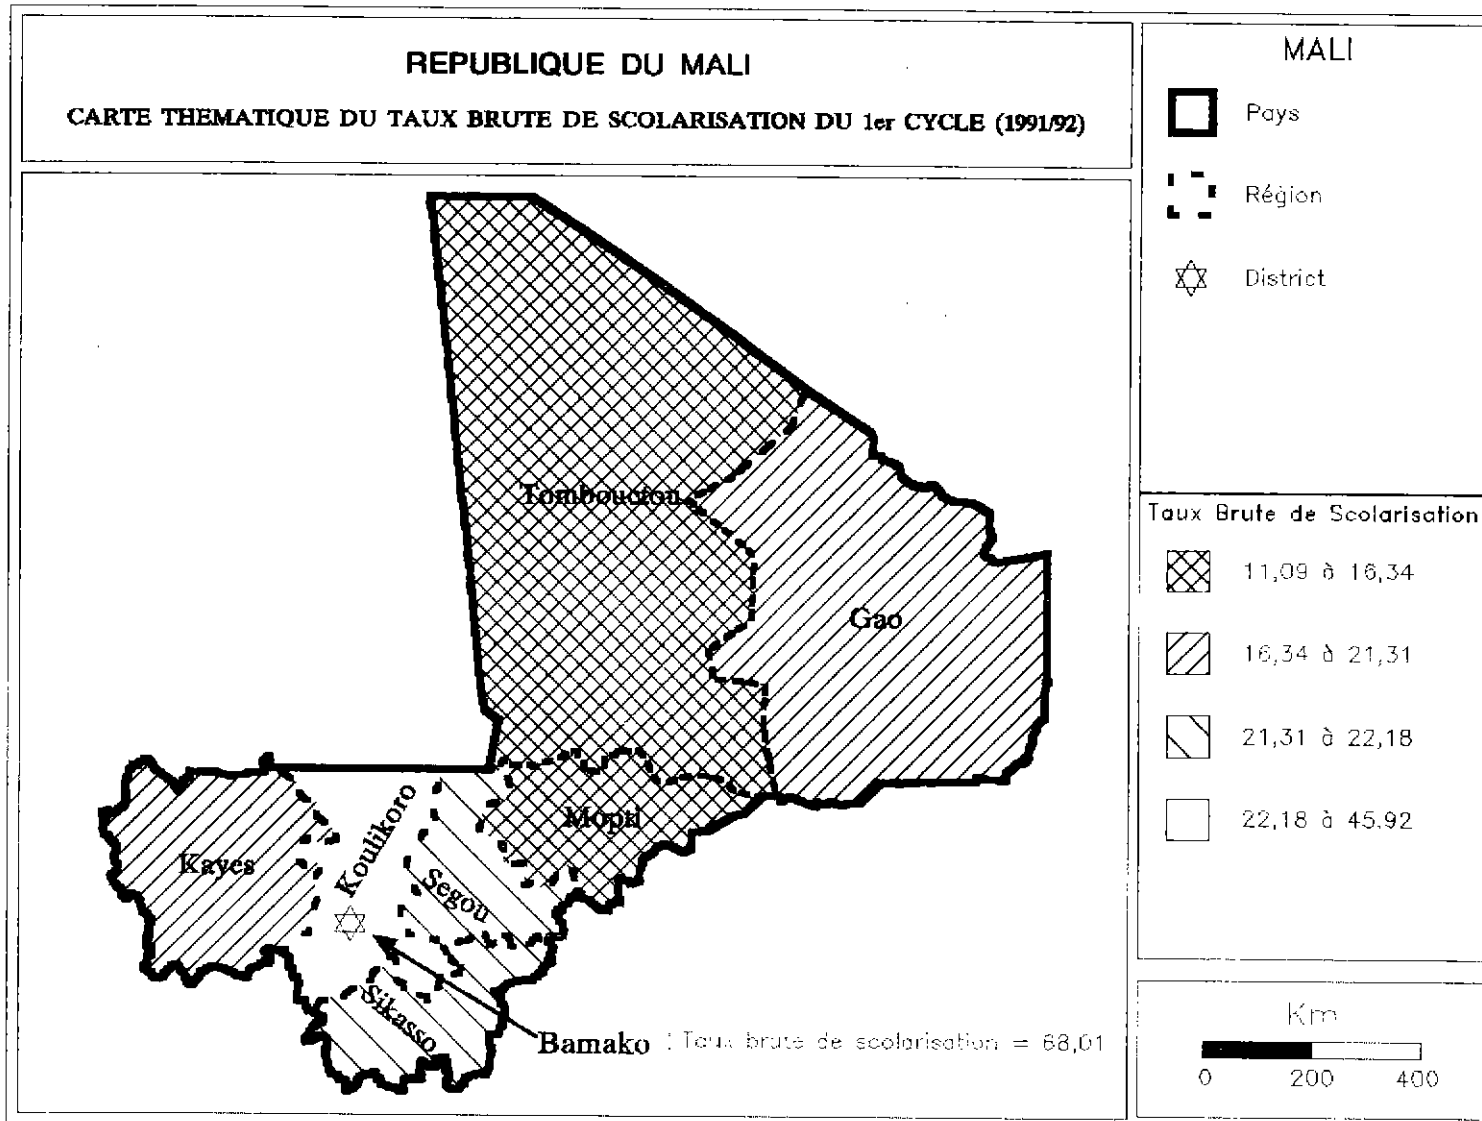 REPUBLIQUE DU MALI
CARTE THEMATIQUE DU TAUX BRUTE DE SCOLARISATION DU 1er CYCLE (1991/92)
MALI
Pays
Région
District
Tombouctou
Gao
Mopti
Koulikoro
Kayes
Segou
Sikasso
Bamako : Taux brute de scolarisation = 68,01
Taux Brute de Scolarisation
11,09 à 16,34
16,34 à 21,31
21,31 à 22,18
22,18 à 45,92
Km
0 200 400